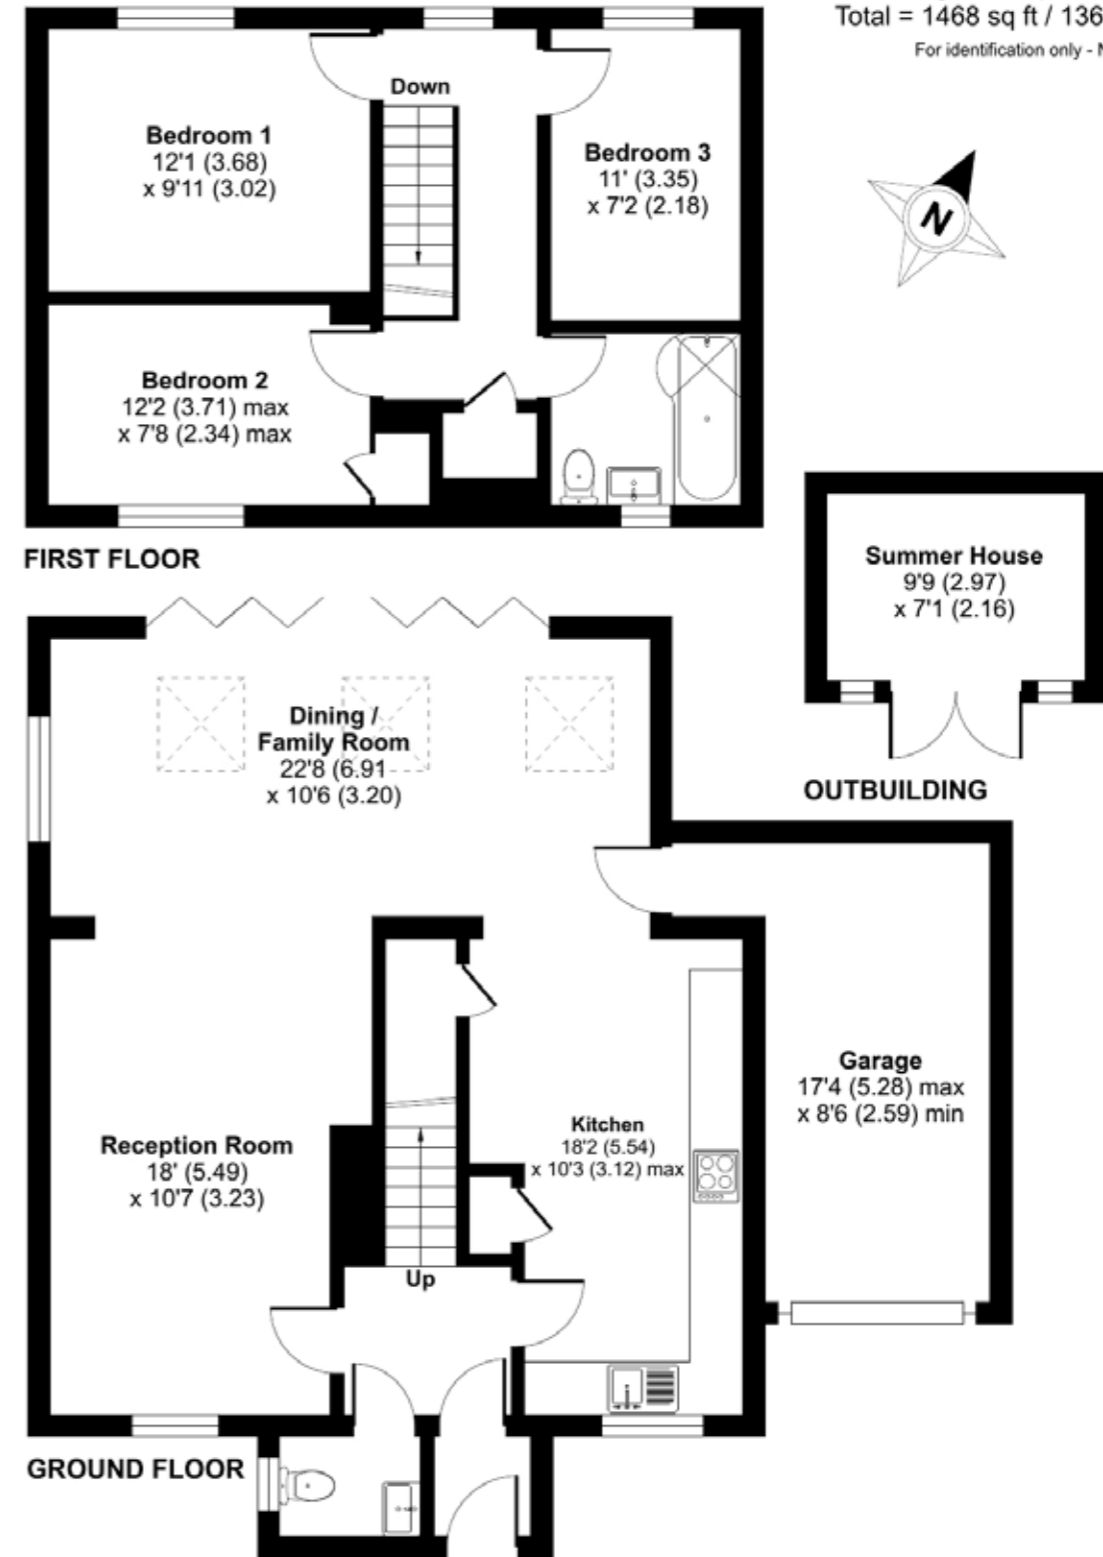 Total = 1468 sq ft / 136
For identification only - N
Down
Bedroom 1
12'1 (3.68)
x 9'11 (3.02)
Bedroom 3
11' (3.35)
x 7'2 (2.18)
N
Bedroom 2
12'2 (3.71) max
x 7'8 (2.34) max
FIRST FLOOR
Summer House
9'9 (2.97)
x 7'1 (2.16)
OUTBUILDING
Dining /
Family Room
22'8 (6.91
x 10'6 (3.20)
Garage
17'4 (5.28) max
x 8'6 (2.59) min
Kitchen
18'2 (5.54)
x 10'3 (3.12) max
Reception Room
18' (5.49)
x 10'7 (3.23)
Up
GROUND FLOOR